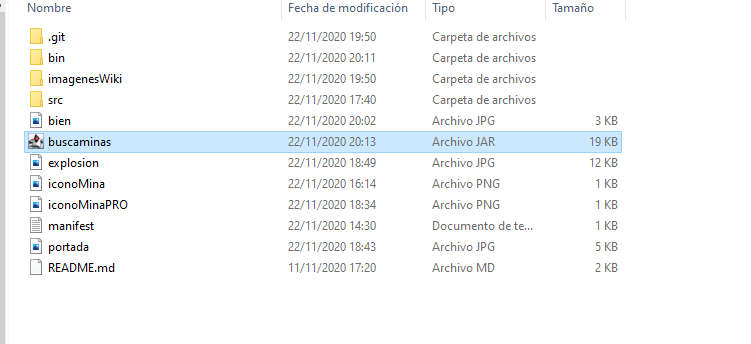 Nombre Fecha de modificación Tipo Tamaño
.git 22/11/2020 19:50 Carpeta de archivos
bin 22/11/2020 20:11 Carpeta de archivos
imagenesWiki 22/11/2020 19:50 Carpeta de archivos
src 22/11/2020 17:40 Carpeta de archivos
bien 22/11/2020 20:02 Archivo JPG 3 KB
buscaminas 22/11/2020 20:13 Archivo JAR 19 KB
explosion 22/11/2020 18:49 Archivo JPG 12 KB
iconoMina 22/11/2020 16:14 Archivo PNG 1 KB
iconoMinaPRO 22/11/2020 18:34 Archivo PNG 1 KB
manifest 22/11/2020 14:30 Documento de te... 1 KB
portada 22/11/2020 18:43 Archivo JPG 5 KB
README.md 11/11/2020 17:20 Archivo MD 2 KB